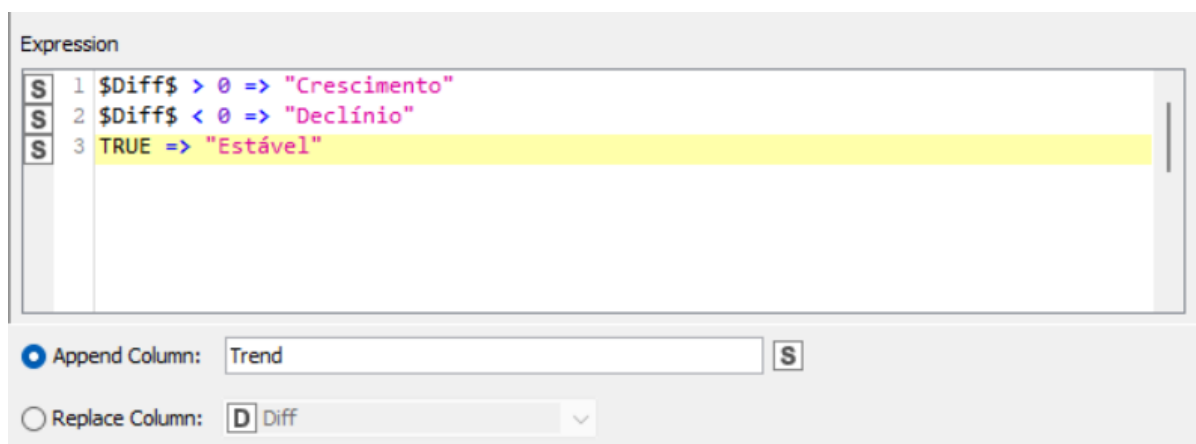 Expression
S 1 $Diff$ > 0 => "Crescimento"
S 2 $Diff$ < 0 => "Declínio"
S 3 TRUE => "Estável"
Append Column: Trend S
Replace Column: D Diff